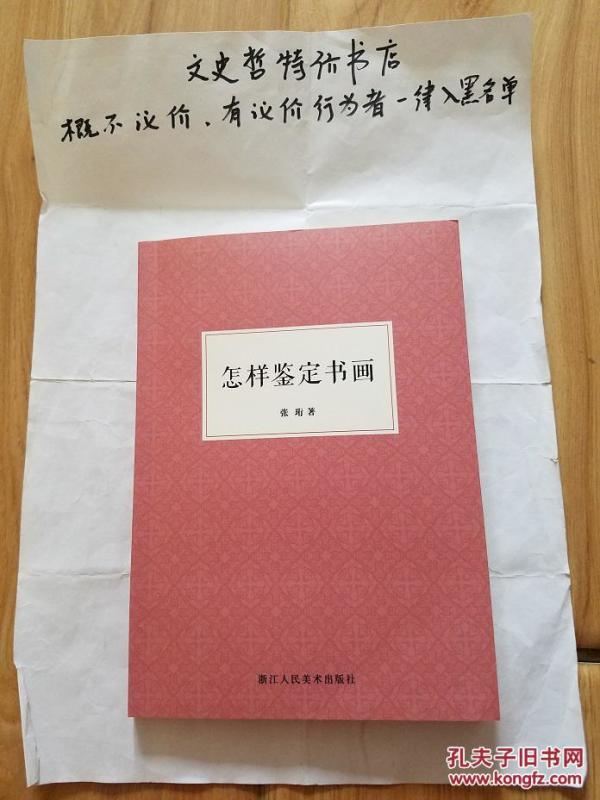 文史哲特价书店
概不议价、有议价行为者一律入黑名单
怎样鉴定书画
张珩著
浙江人民美术出版社
孔夫子旧书网
www.kongfz.com